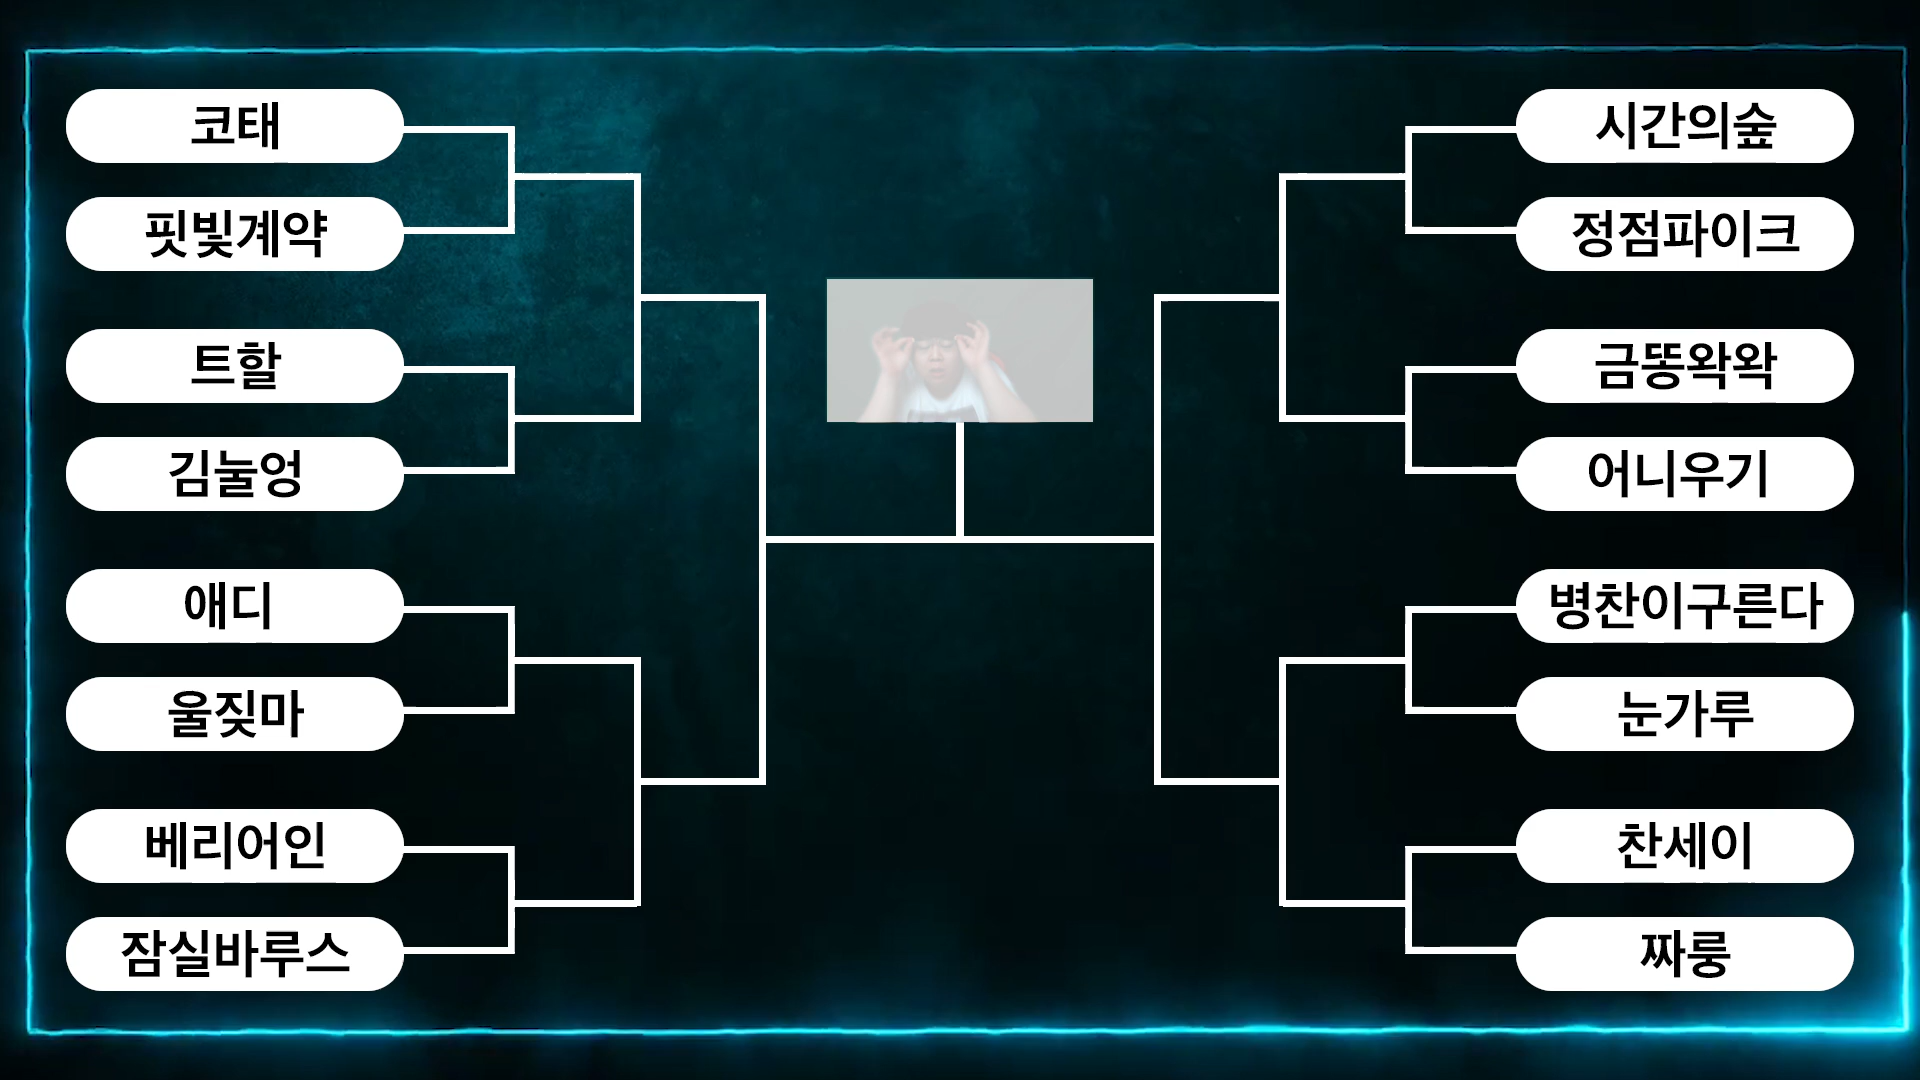 코태
핏빛계약
트할
김눌엉
애디
울짖마
베리어인
잠실바루스
시간의숲
정점파이크
금똥왁왁
어니우기
병찬이구른다
눈가루
찬세이
짜룽